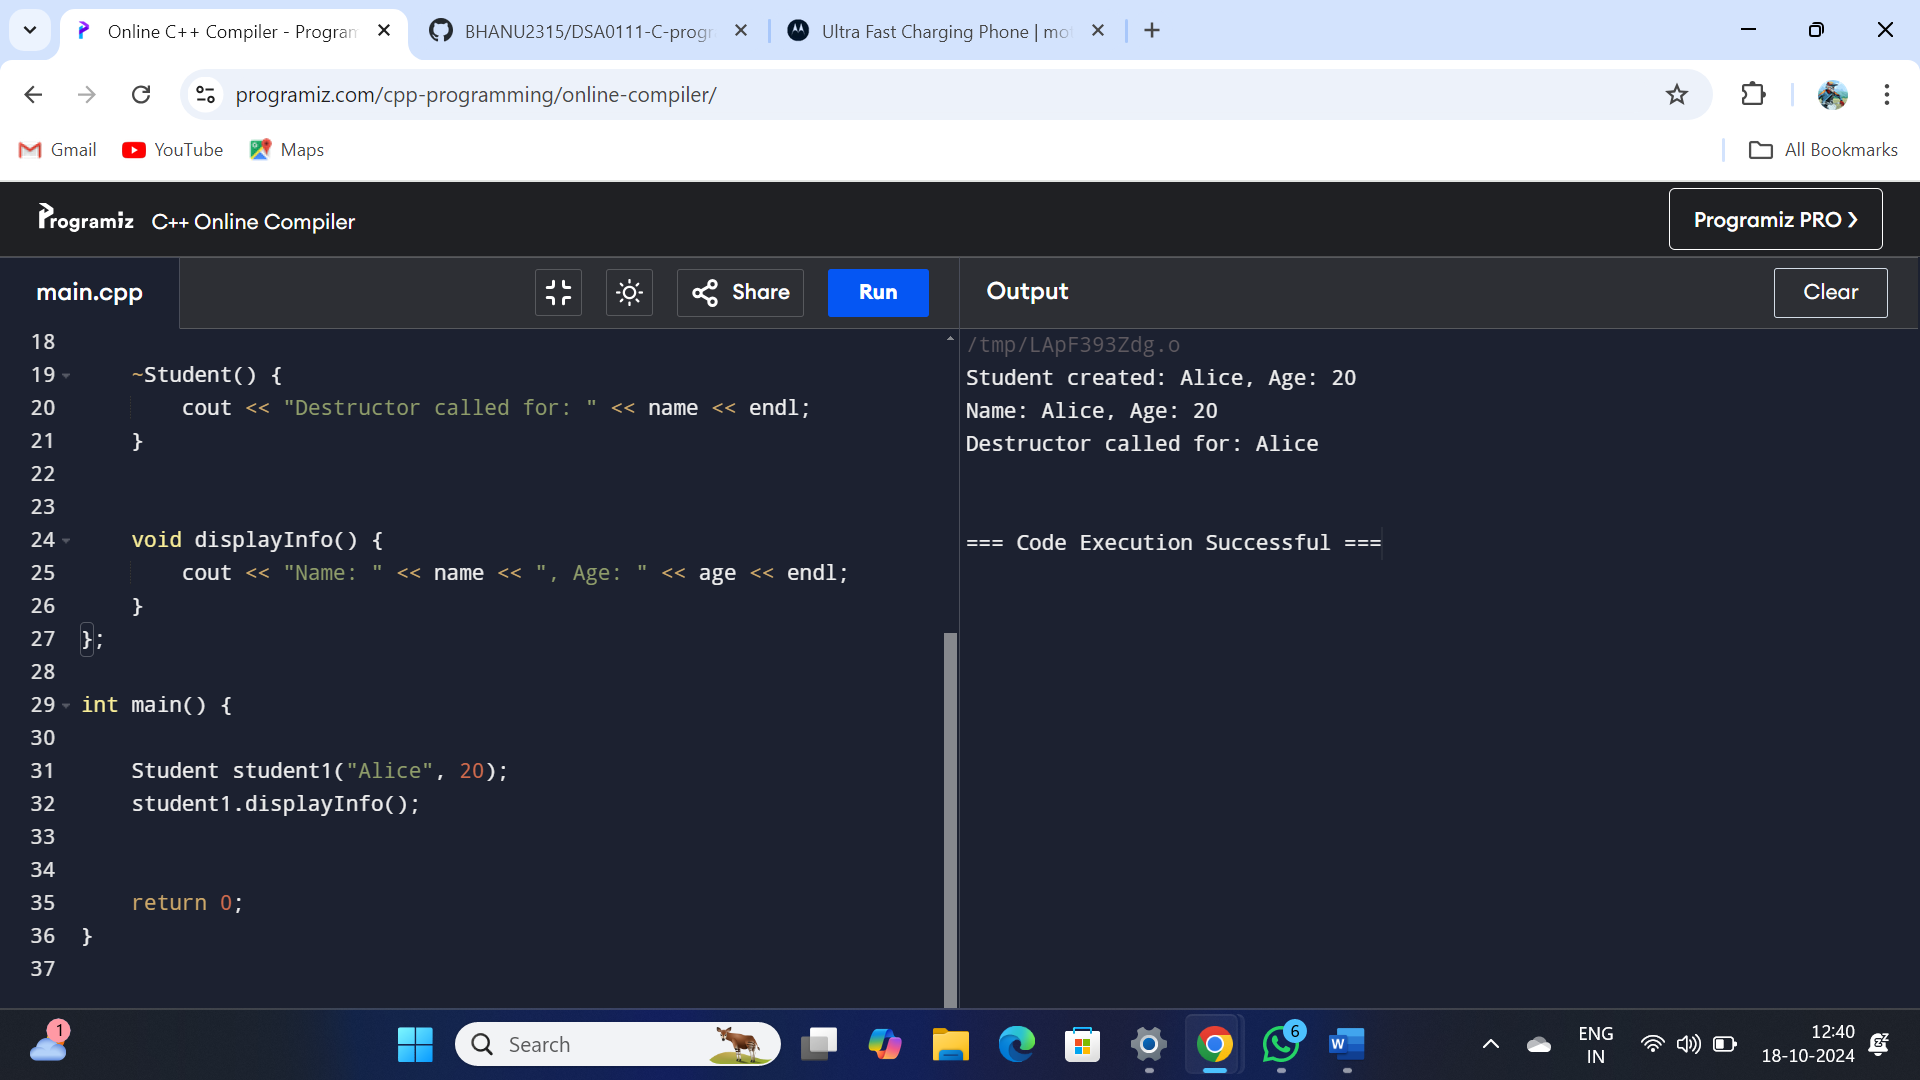 Online C++ Compiler - Program
BHANU2315/DSA0111-C-progr
Ultra Fast Charging Phone | mot
programiz.com/cpp-programming/online-compiler/
Gmail
YouTube
Maps
All Bookmarks
Programiz C++ Online Compiler
Programiz PRO ❯
main.cpp
Share
Run
Output
Clear
18
19 ~Student() {
20 cout << "Destructor called for: " << name << endl;
21 }
22
23
24 void displayInfo() {
25 cout << "Name: " << name << ", Age: " << age << endl;
26 }
27 };
28
29 int main() {
30
31 Student student1("Alice", 20);
32 student1.displayInfo();
33
34
35 return 0;
36 }
37
/tmp/LApF393Zdg.o
Student created: Alice, Age: 20
Name: Alice, Age: 20
Destructor called for: Alice
=== Code Execution Successful ===
1
Search
W
6
ENG
IN
12:40
18-10-2024